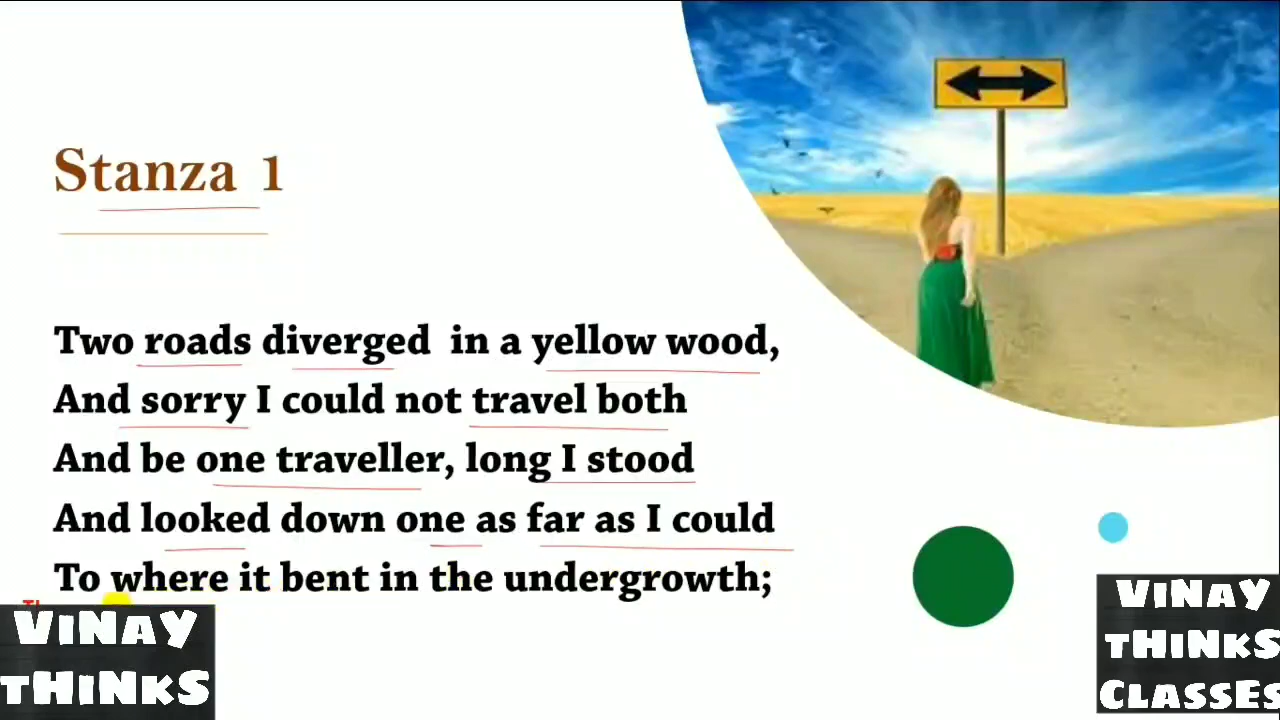 Stanza 1
Two roads diverged in a yellow wood,
And sorry I could not travel both
And be one traveller, long I stood
And looked down one as far as I could
To where it bent in the undergrowth;
VINAY
THINKS
VINAY
THINKS
CLASSES